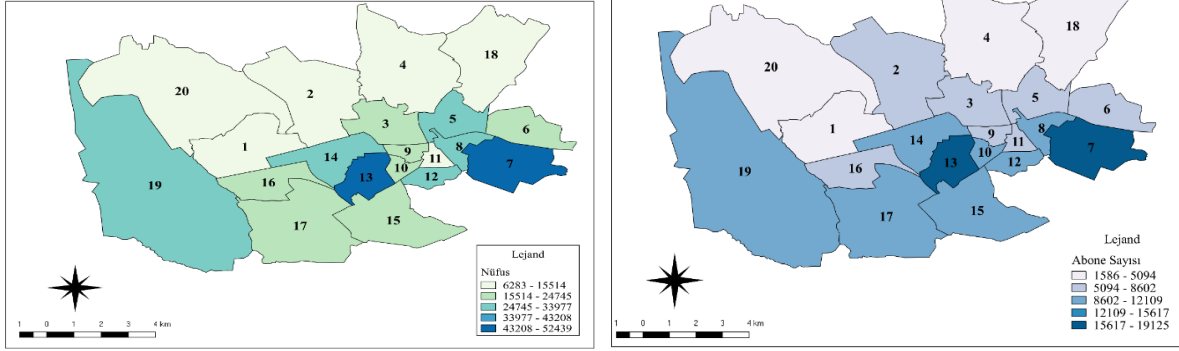 18
4
20
2
3
5
6
1
9
8
14
11
7
10
13
12
16
19
15
17
Lejand
Nüfus
6283 - 15514
15514 - 24745
24745 - 33977
33977 - 43208
43208 - 52439
1 0 1 2 3 4 km
18
4
20
2
3
5
6
1
9
8
14
11
7
10
13
12
16
19
15
17
Lejand
Abone Sayısı
1586 - 5094
5094 - 8602
8602 - 12109
12109 - 15617
15617 - 19125
1 0 1 2 3 4 km